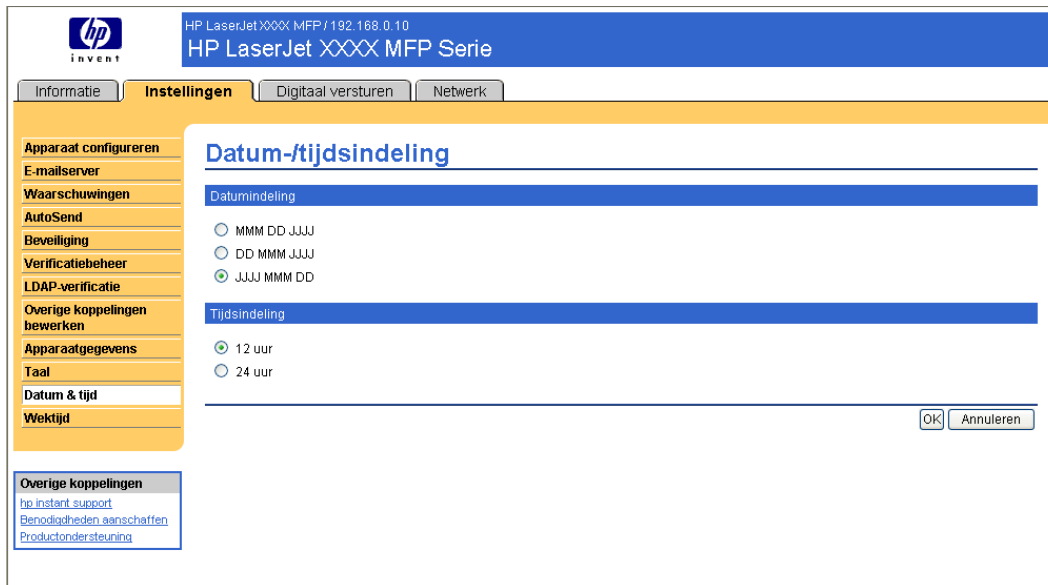 hp
invent
HP LaserJet XXXX MFP / 192.168.0.10
HP LaserJet XXXX MFP Serie
Informatie
Instellingen
Digitaal versturen
Netwerk
Apparaat configureren
E-mailserver
Waarschuwingen
AutoSend
Beveiliging
Verificatiebeheer
LDAP-verificatie
Overige koppelingen
bewerken
Apparaatgegevens
Taal
Datum & tijd
Wektijd
Overige koppelingen
hp instant support
Benodigdheden aanschaffen
Productondersteuning
Datum-/tijdsindeling
Datumindeling
MMM DD JJJJ
DD MMM JJJJ
JJJJ MMM DD
Tijdsindeling
12 uur
24 uur
OK
Annuleren